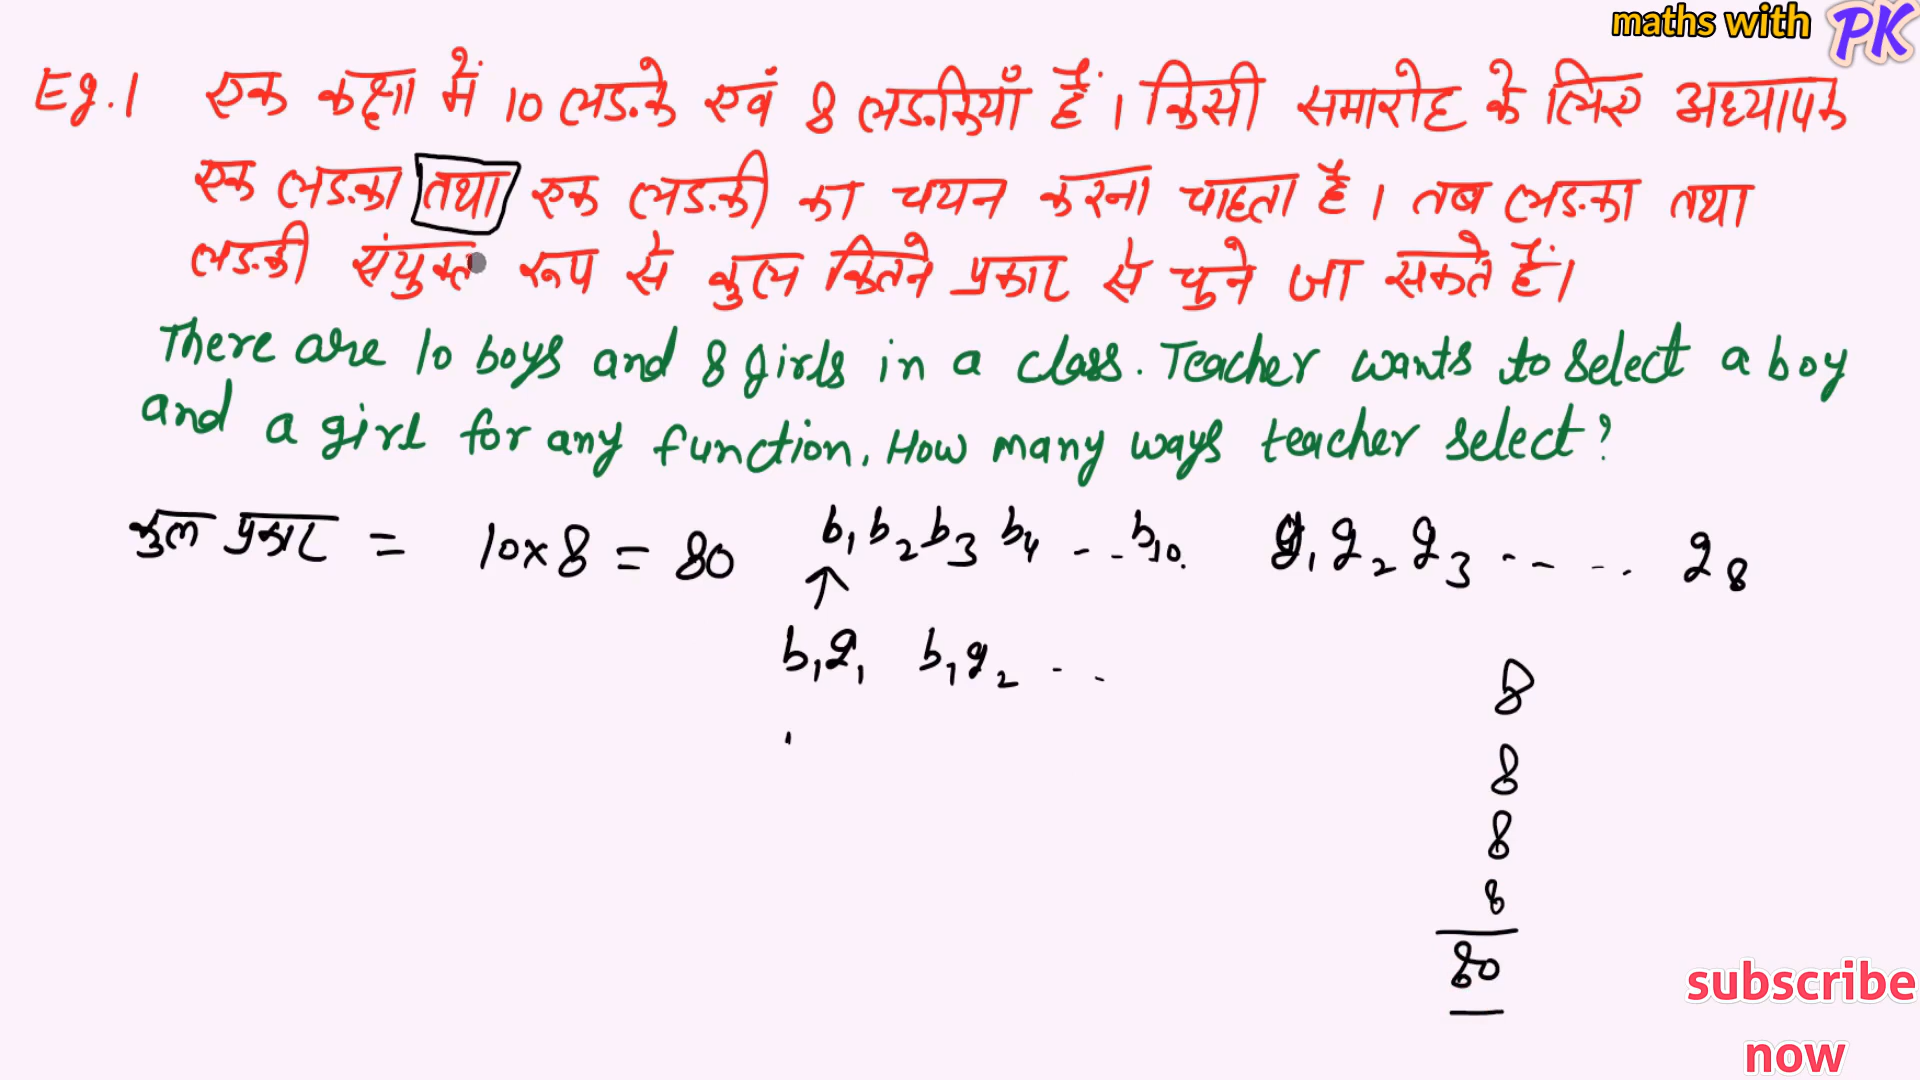 maths with PK
Eg.1 एक कक्षा में 10 लड़के एवं 8 लड़कियाँ हैं। किसी समारोह के लिए अध्यापक
एक लड़का तथा एक लड़की का चयन करना चाहता है। तब लड़का तथा
लड़की संयुक्त रूप से कुल कितने प्रकार से चुने जा सकते हैं।
There are 10 boys and 8 girls in a class. Teacher wants to select a boy
and a girl for any function. How many ways teacher select?
कुल प्रकार = 10×8 = 80 b₁ b₂ b₃ b₄ - - b₁₀. g₁ g₂ g₃ - - - - . g₈
↑
b₁g₁ b₁g₂ - -
8
8
8
8
80
subscribe
now